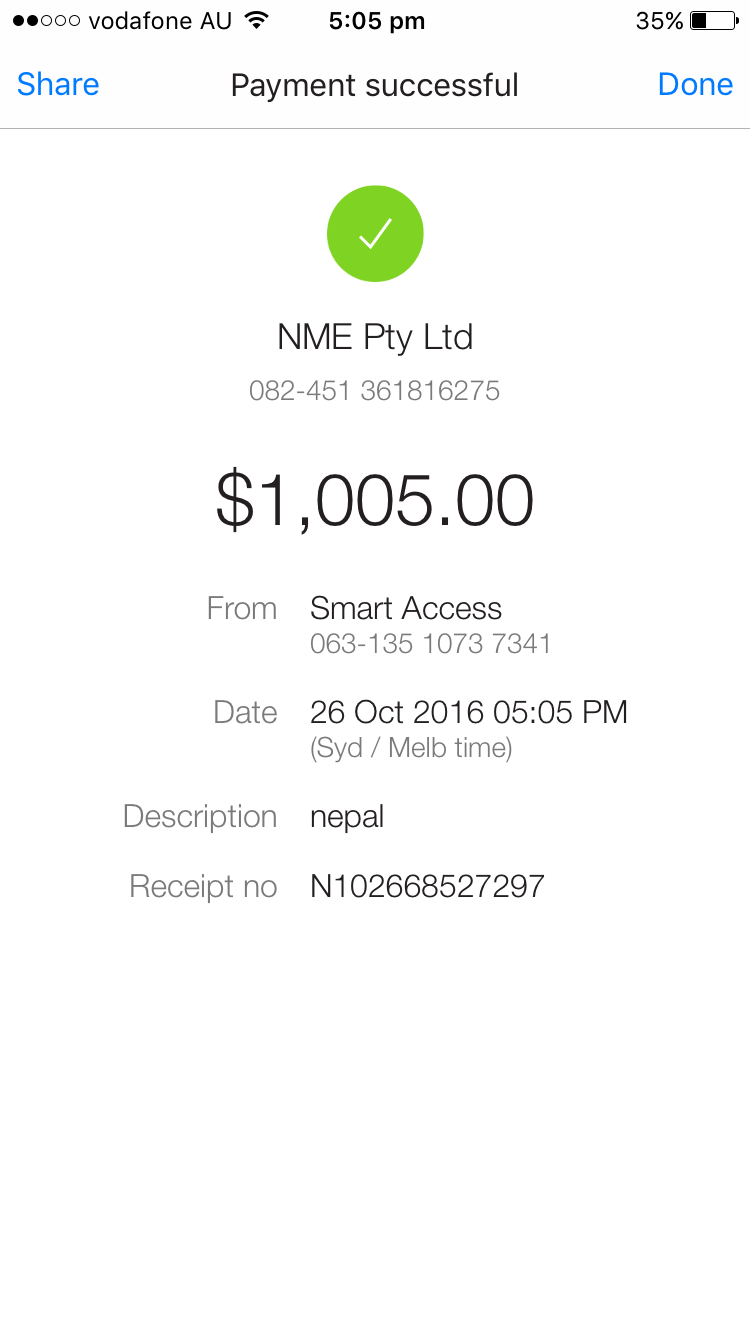 vodafone AU 5:05 pm 35%
Share Payment successful Done
NME Pty Ltd
082-451 361816275
$1,005.00
From Smart Access
063-135 1073 7341
Date 26 Oct 2016 05:05 PM
(Syd / Melb time)
Description nepal
Receipt no N102668527297